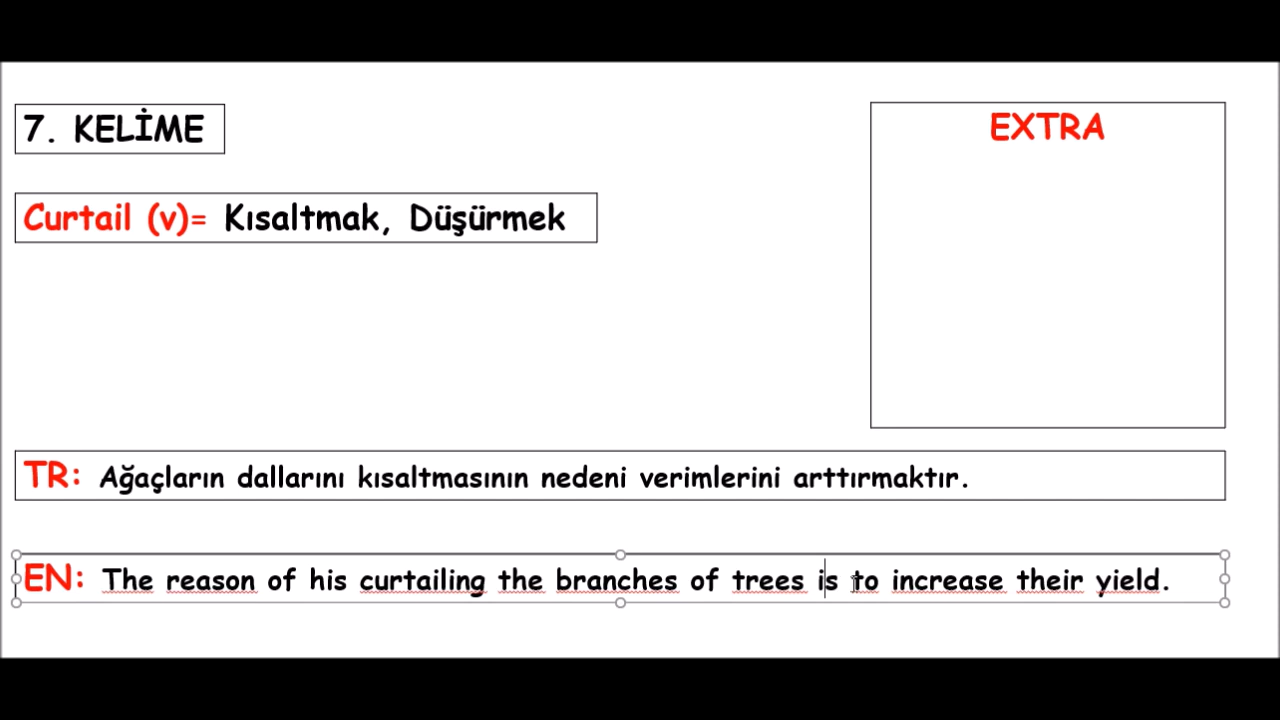 7. KELİME
EXTRA
Curtail (v)= Kısaltmak, Düşürmek
TR: Ağaçların dallarını kısaltmasının nedeni verimlerini arttırmaktır.
EN: The reason of his curtailing the branches of trees is to increase their yield.